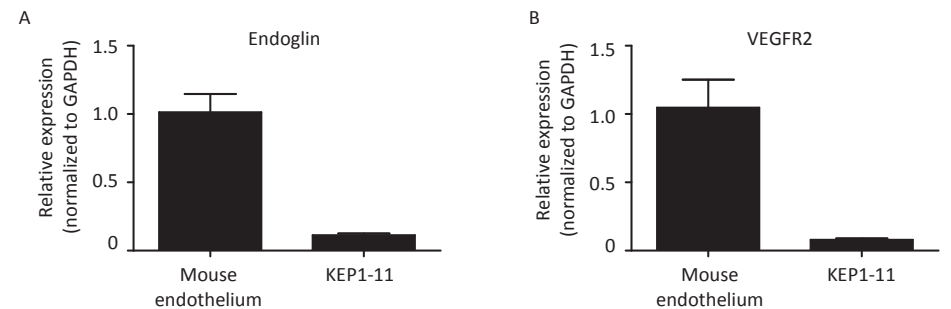 A
Endoglin
Relative expression
(normalized to GAPDH)
1.5
1.0
0.5
0
Mouse
endothelium
KEP1-11
B
VEGFR2
Relative expression
(normalized to GAPDH)
1.5
1.0
0.5
0
Mouse
endothelium
KEP1-11